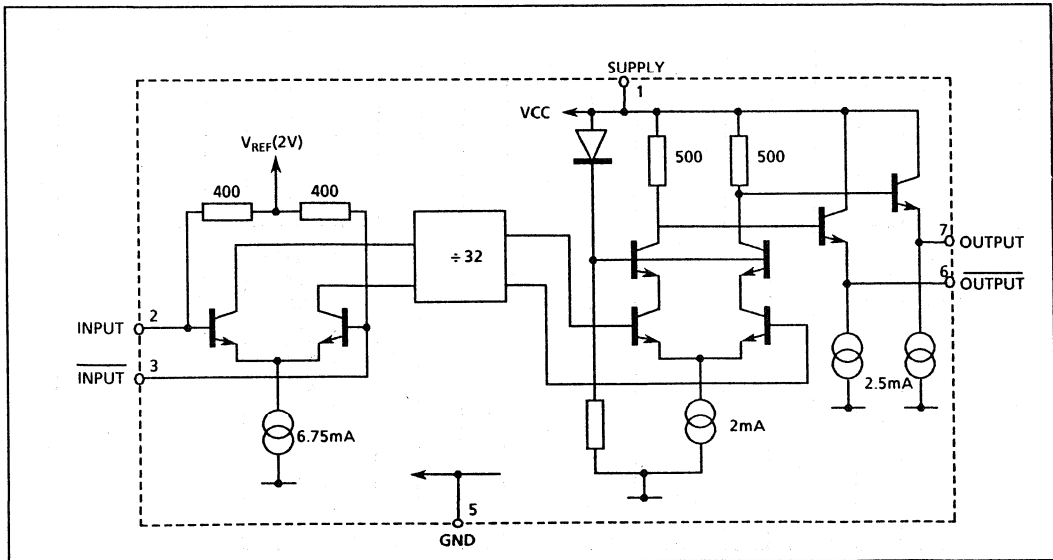 SUPPLY
1
VCC
VREF(2V)
400
400
500
500
÷32
7
OUTPUT
6
OUTPUT
INPUT
2
INPUT
3
6.75mA
2mA
2.5mA
5
GND